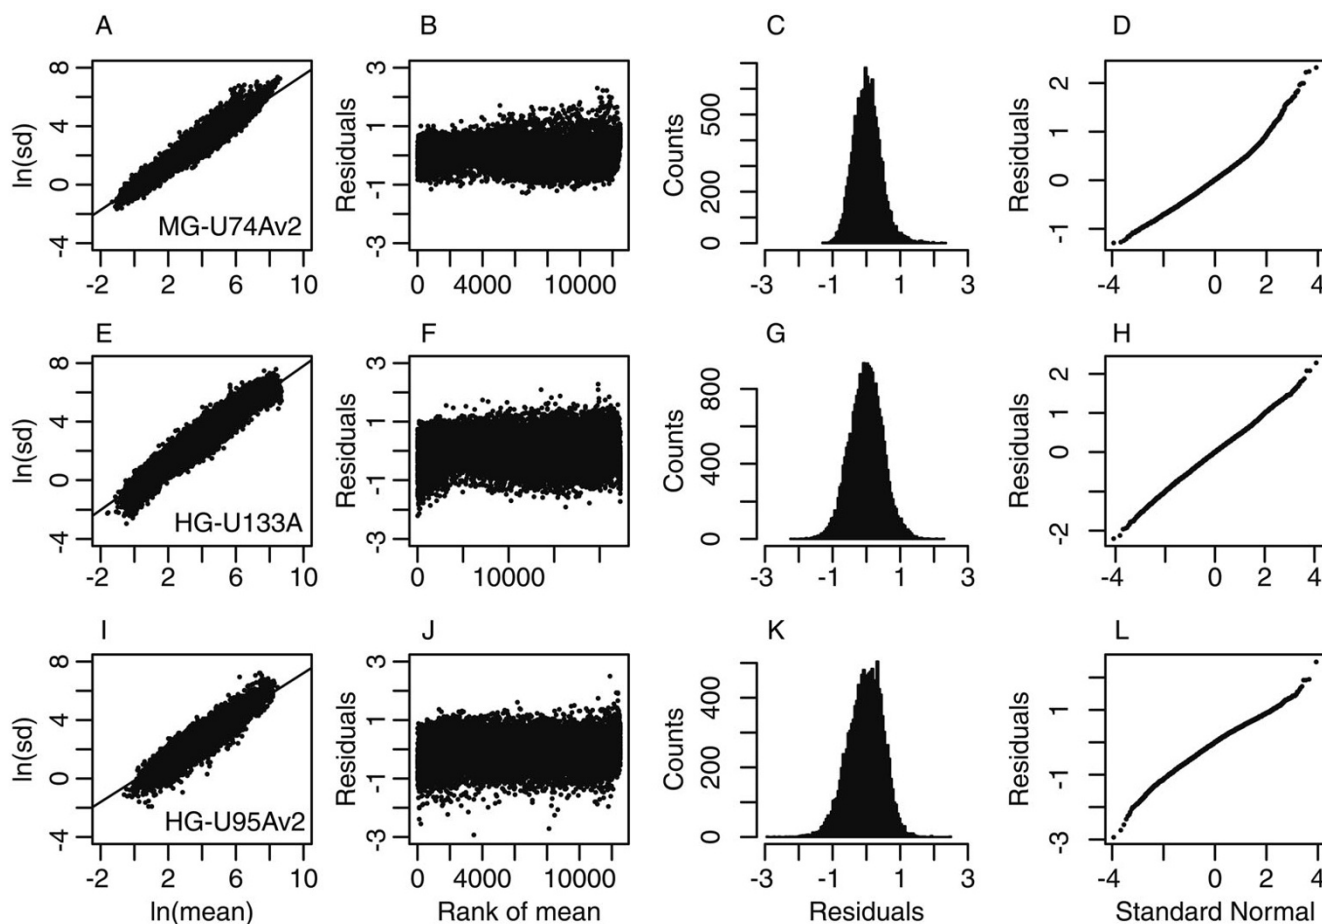 A
B
C
D
ln(sd)
-4 0 4 8
-2 2 6 10
MG-U74Av2
Residuals
-3 -1 1 3
0 4000 10000
Counts
0 200 500
-3 -1 1 3
Residuals
-1 0 1 2
-4 0 2 4
E
F
G
H
ln(sd)
-4 0 4 8
-2 2 6 10
HG-U133A
Residuals
-3 -1 1 3
0 10000
Counts
0 400 800
-3 -1 1 3
Residuals
-2 0 1 2
-4 0 2 4
I
J
K
L
ln(sd)
-4 0 4 8
-2 2 6 10
HG-U95Av2
ln(mean)
Residuals
-3 -1 1 3
0 4000 10000
Rank of mean
Counts
0 200 400
-3 -1 1 3
Residuals
Residuals
-3 -1 1
-4 0 2 4
Standard Normal